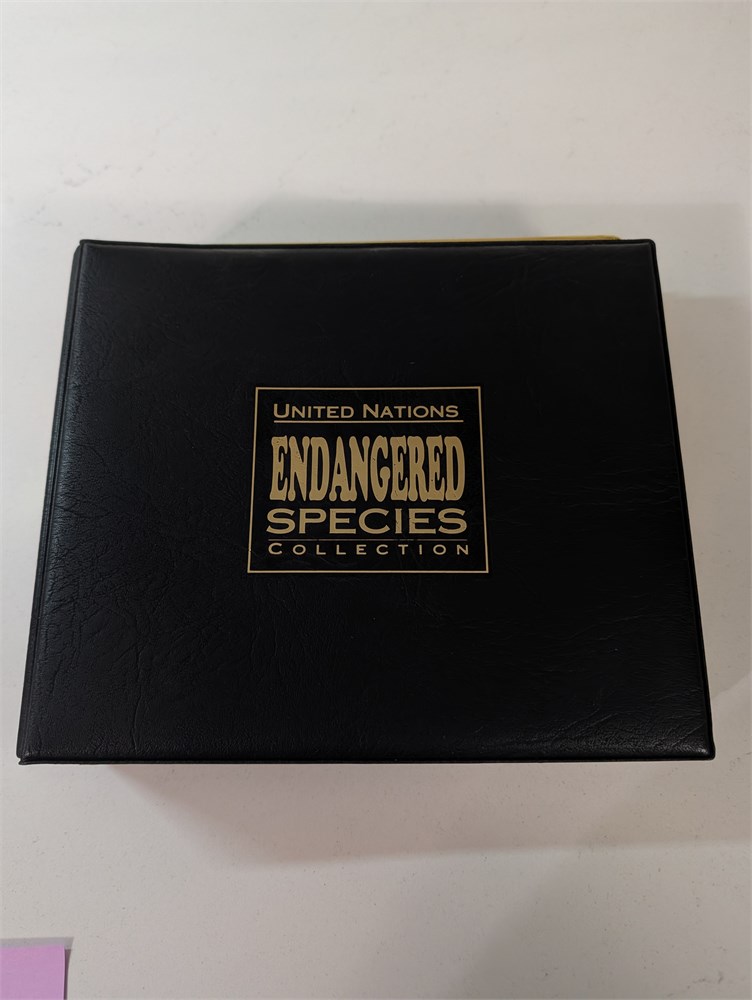 UNITED NATIONS
ENDANGERED
SPECIES
COLLECTION